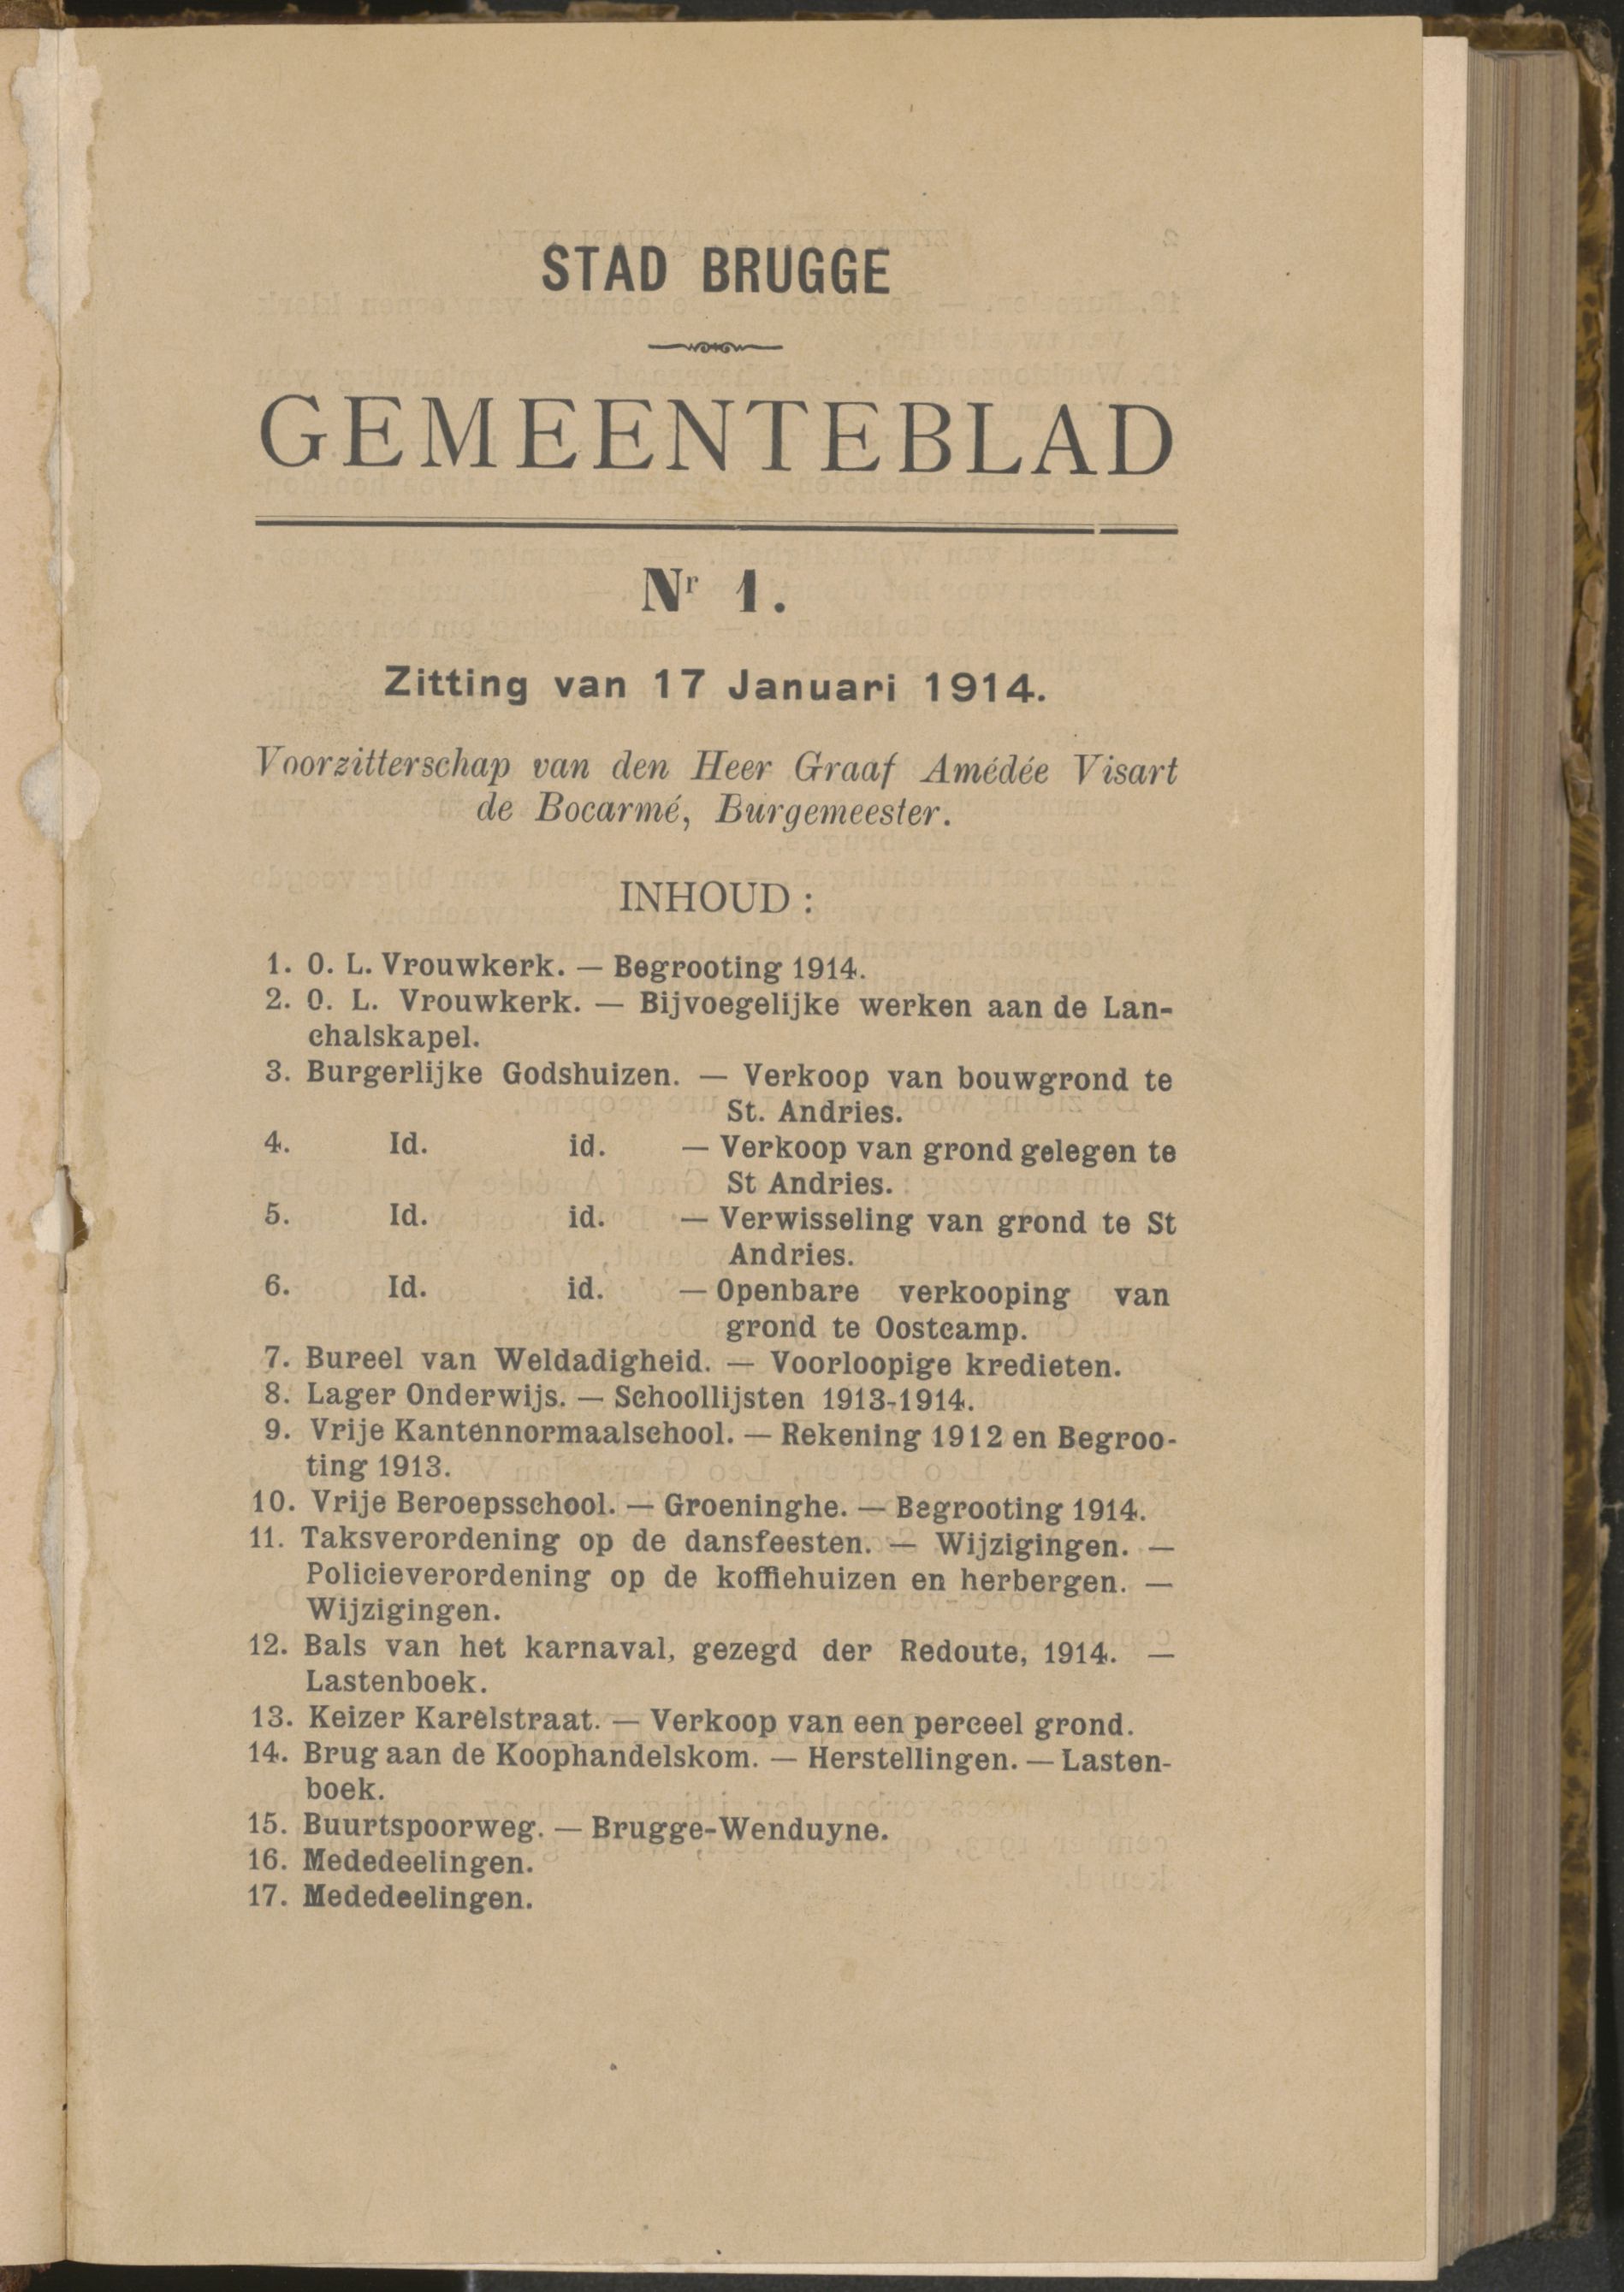 STAD BRUGGE
GEMEENTEBLAD
Nr 1.
Zitting van 17 Januari 1914.
Voorzitterschap van den Heer Graaf Amédée Visart
de Bocarmé, Burgemeester.
INHOUD :
1. O. L. Vrouwkerk. — Begrooting 1914.
2. O. L. Vrouwkerk. — Bijvoegelijke werken aan de Lan-
chalskapel.
3. Burgerlijke Godshuizen. — Verkoop van bouwgrond te
St. Andries.
4. Id. id. — Verkoop van grond gelegen te
St Andries.
5. Id. id. — Verwisseling van grond te St
Andries.
6. Id. id. — Openbare verkooping van
grond te Oostcamp.
7. Bureel van Weldadigheid. — Voorloopige kredieten.
8. Lager Onderwijs. — Schoollijsten 1913-1914.
9. Vrije Kantennormaalschool. — Rekening 1912 en Begroo-
ting 1913.
10. Vrije Beroepsschool. — Groeninghe. — Begrooting 1914.
11. Taksverordening op de dansfeesten. — Wijzigingen. —
Policieverordening op de koffiehuizen en herbergen. —
Wijzigingen.
12. Bals van het karnaval, gezegd der Redoute, 1914. —
Lastenboek.
13. Keizer Karelstraat. — Verkoop van een perceel grond.
14. Brug aan de Koophandelskom. — Herstellingen. — Lasten-
boek.
15. Buurtspoorweg. — Brugge-Wenduyne.
16. Mededeelingen.
17. Mededeelingen.